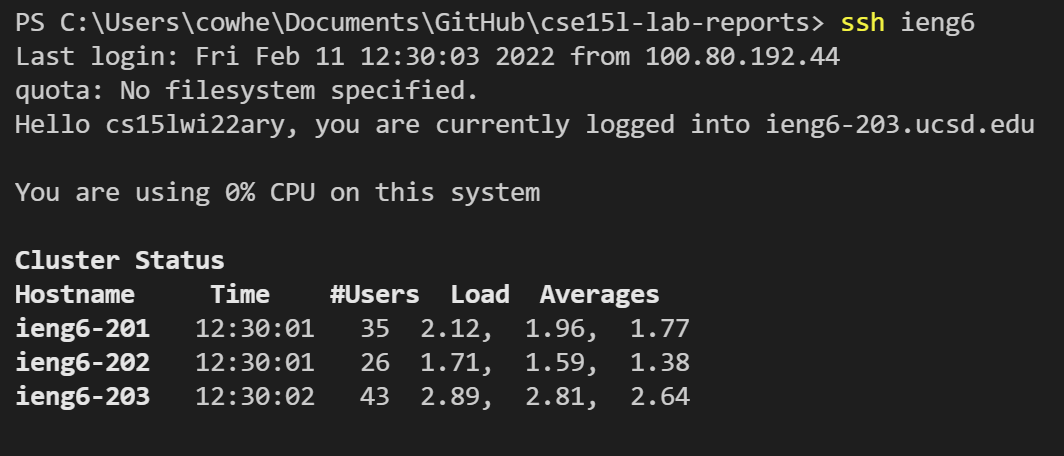 PS C:\Users\cowhe\Documents\GitHub\cse15l-lab-reports> ssh ieng6
Last login: Fri Feb 11 12:30:03 2022 from 100.80.192.44
quota: No filesystem specified.
Hello cs15lwi22ary, you are currently logged into ieng6-203.ucsd.edu
You are using 0% CPU on this system
Cluster Status
Hostname     Time    #Users  Load  Averages
ieng6-201   12:30:01   35  2.12,  1.96,  1.77
ieng6-202   12:30:01   26  1.71,  1.59,  1.38
ieng6-203   12:30:02   43  2.89,  2.81,  2.64